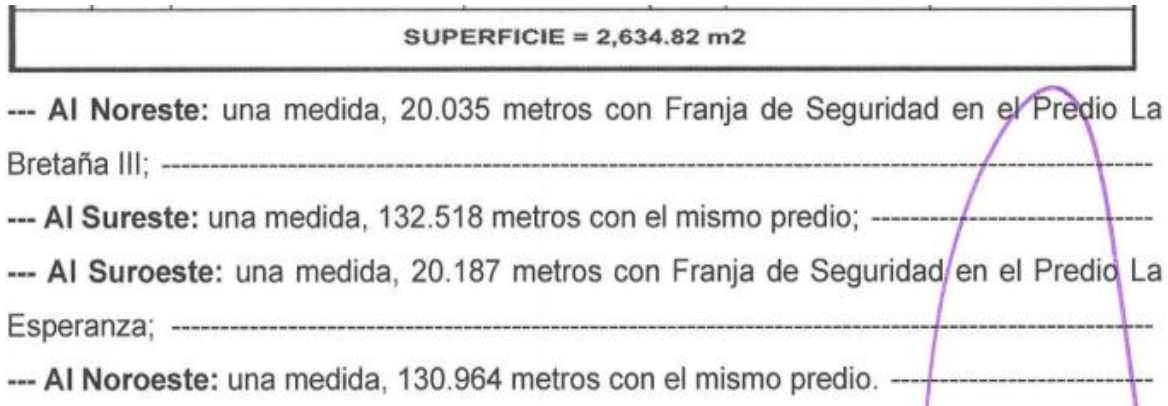 SUPERFICIE = 2,634.82 m2
--- Al Noreste: una medida, 20.035 metros con Franja de Seguridad en el Predio La
Bretaña III; ------------------------------------------------------------------------------------------------
--- Al Sureste: una medida, 132.518 metros con el mismo predio; ---------------------------
--- Al Suroeste: una medida, 20.187 metros con Franja de Seguridad en el Predio La
Esperanza; -----------------------------------------------------------------------------------------------
--- Al Noroeste: una medida, 130.964 metros con el mismo predio. -------------------------